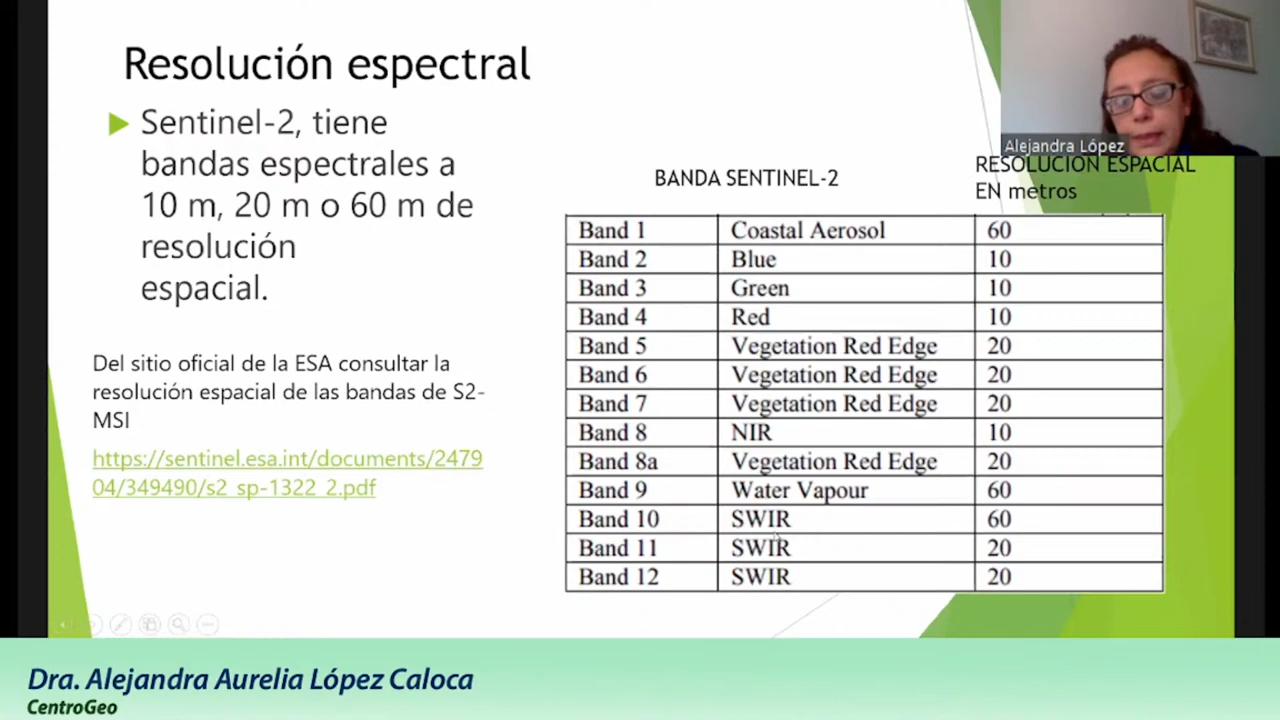 Resolución espectral
Sentinel-2, tiene
bandas espectrales a
10 m, 20 m o 60 m de
resolución
espacial.
Del sitio oficial de la ESA consultar la
resolución espacial de las bandas de S2-
MSI
https://sentinel.esa.int/documents/2479
04/349490/s2_sp-1322_2.pdf
Alejandra López
BANDA SENTINEL-2
RESOLUCIÓN ESPACIAL
EN metros
Band 1 Coastal Aerosol 60
Band 2 Blue 10
Band 3 Green 10
Band 4 Red 10
Band 5 Vegetation Red Edge 20
Band 6 Vegetation Red Edge 20
Band 7 Vegetation Red Edge 20
Band 8 NIR 10
Band 8a Vegetation Red Edge 20
Band 9 Water Vapour 60
Band 10 SWIR 60
Band 11 SWIR 20
Band 12 SWIR 20
Dra. Alejandra Aurelia López Caloca
CentroGeo